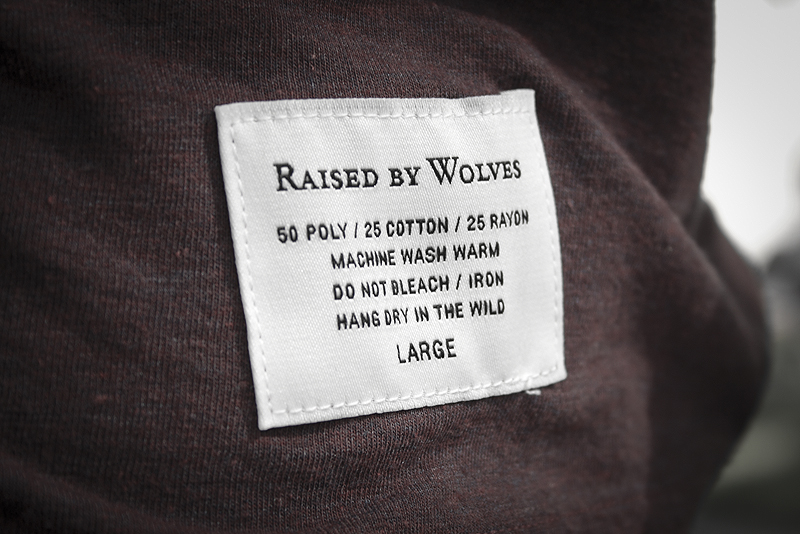 RAISED BY WOLVES
50 POLY / 25 COTTON / 25 RAYON
MACHINE WASH WARM
DO NOT BLEACH / IRON
HANG DRY IN THE WILD
LARGE